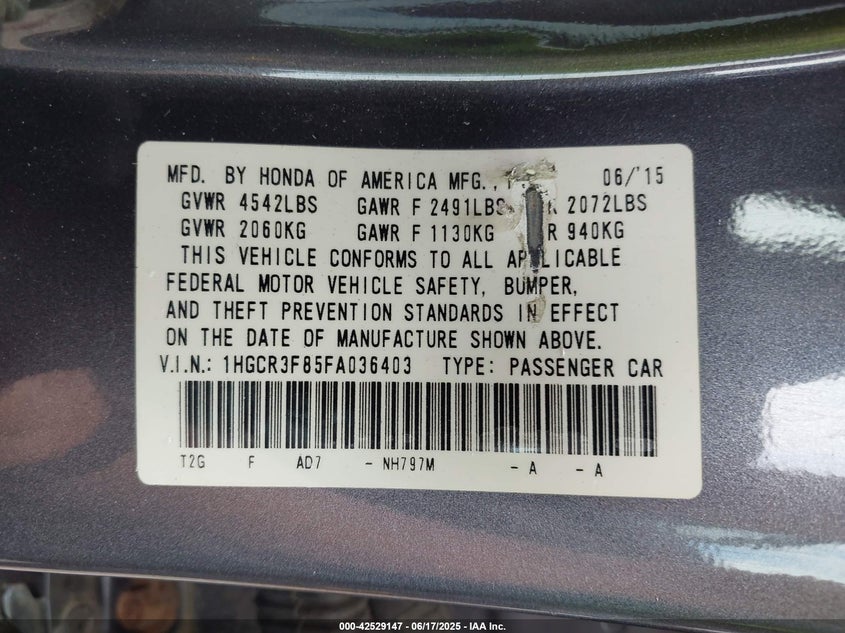 MFD. BY HONDA OF AMERICA MFG., 06/'15
GVWR 4542LBS GAWR F 2491LBS 2072LBS
GVWR 2060KG GAWR F 1130KG R 940KG
THIS VEHICLE CONFORMS TO ALL APPLICABLE
FEDERAL MOTOR VEHICLE SAFETY, BUMPER,
AND THEFT PREVENTION STANDARDS IN EFFECT
ON THE DATE OF MANUFACTURE SHOWN ABOVE.
V.I.N.: 1HGCR3F85FA036403 TYPE: PASSENGER CAR
T2G F AD7 - NH797M - A - A
000-42529147 - 06/17/2025 - IAA Inc.